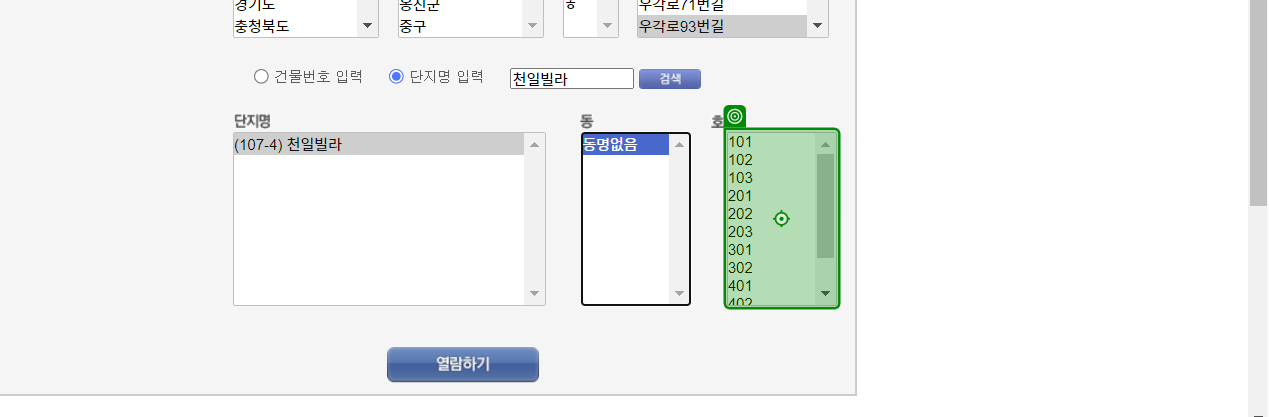 경기도 옹진군 ㅎ 우각로71번길
충청북도 중구 우각로93번길
건물번호 입력 단지명 입력 천일빌라 검색
단지명 동 호
(107-4) 천일빌라 동명없음 101
102
103
201
202
203
301
302
401
402
열람하기